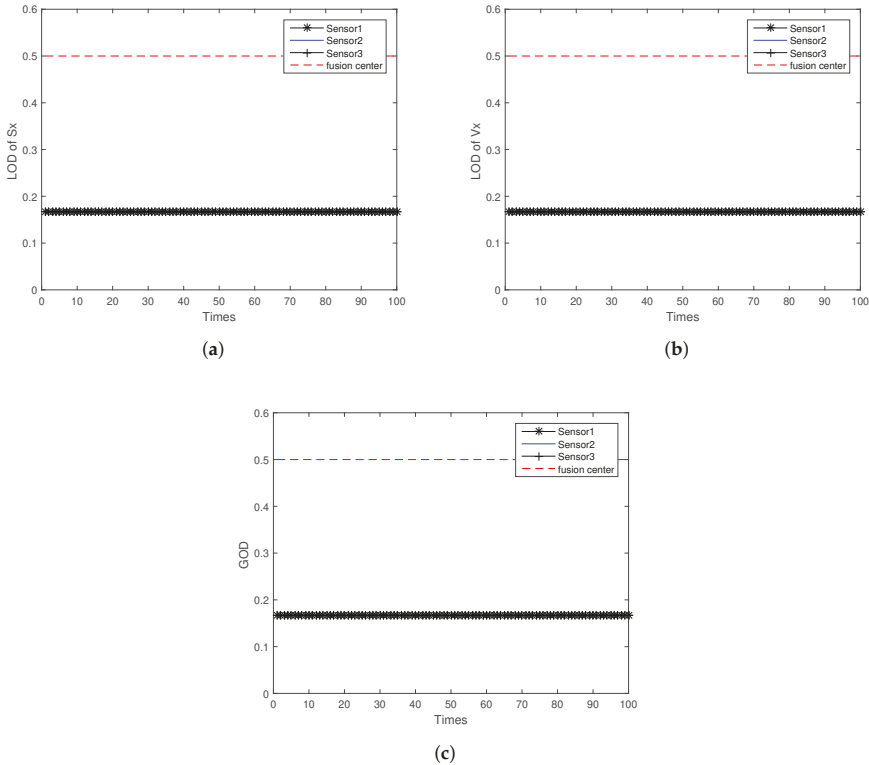 0.6
0.5
0.4
0.3
0.2
0.1
0
LOD of Sx
Sensor1
Sensor2
Sensor3
fusion center
0 10 20 30 40 50 60 70 80 90 100
Times
(a)
0.6
0.5
0.4
0.3
0.2
0.1
0
LOD of Vx
Sensor1
Sensor2
Sensor3
fusion center
0 10 20 30 40 50 60 70 80 90 100
Times
(b)
0.6
0.5
0.4
0.3
0.2
0.1
0
GOD
Sensor1
Sensor2
Sensor3
fusion center
0 10 20 30 40 50 60 70 80 90 100
Times
(c)